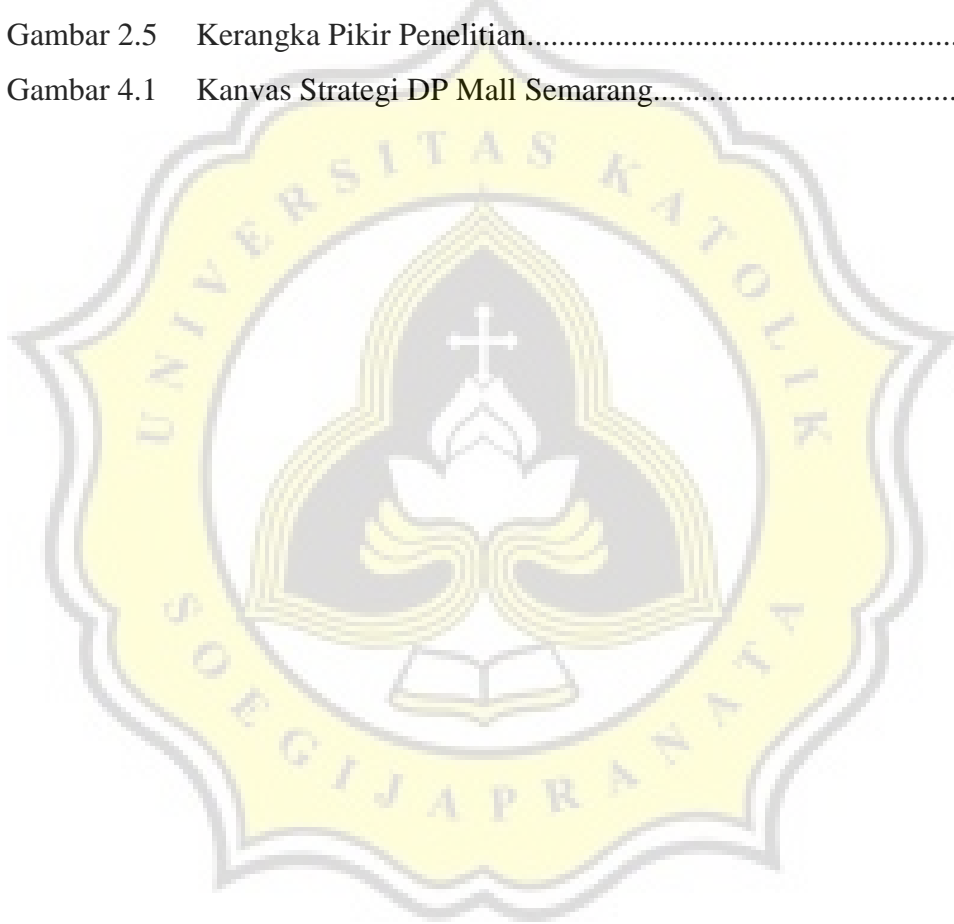 Gambar 2.5 Kerangka Pikir Penelitian....................................................
Gambar 4.1 Kanvas Strategi DP Mall Semarang....................................
UNIVERSITAS KATOLIK
SOEGIJAPRANATA